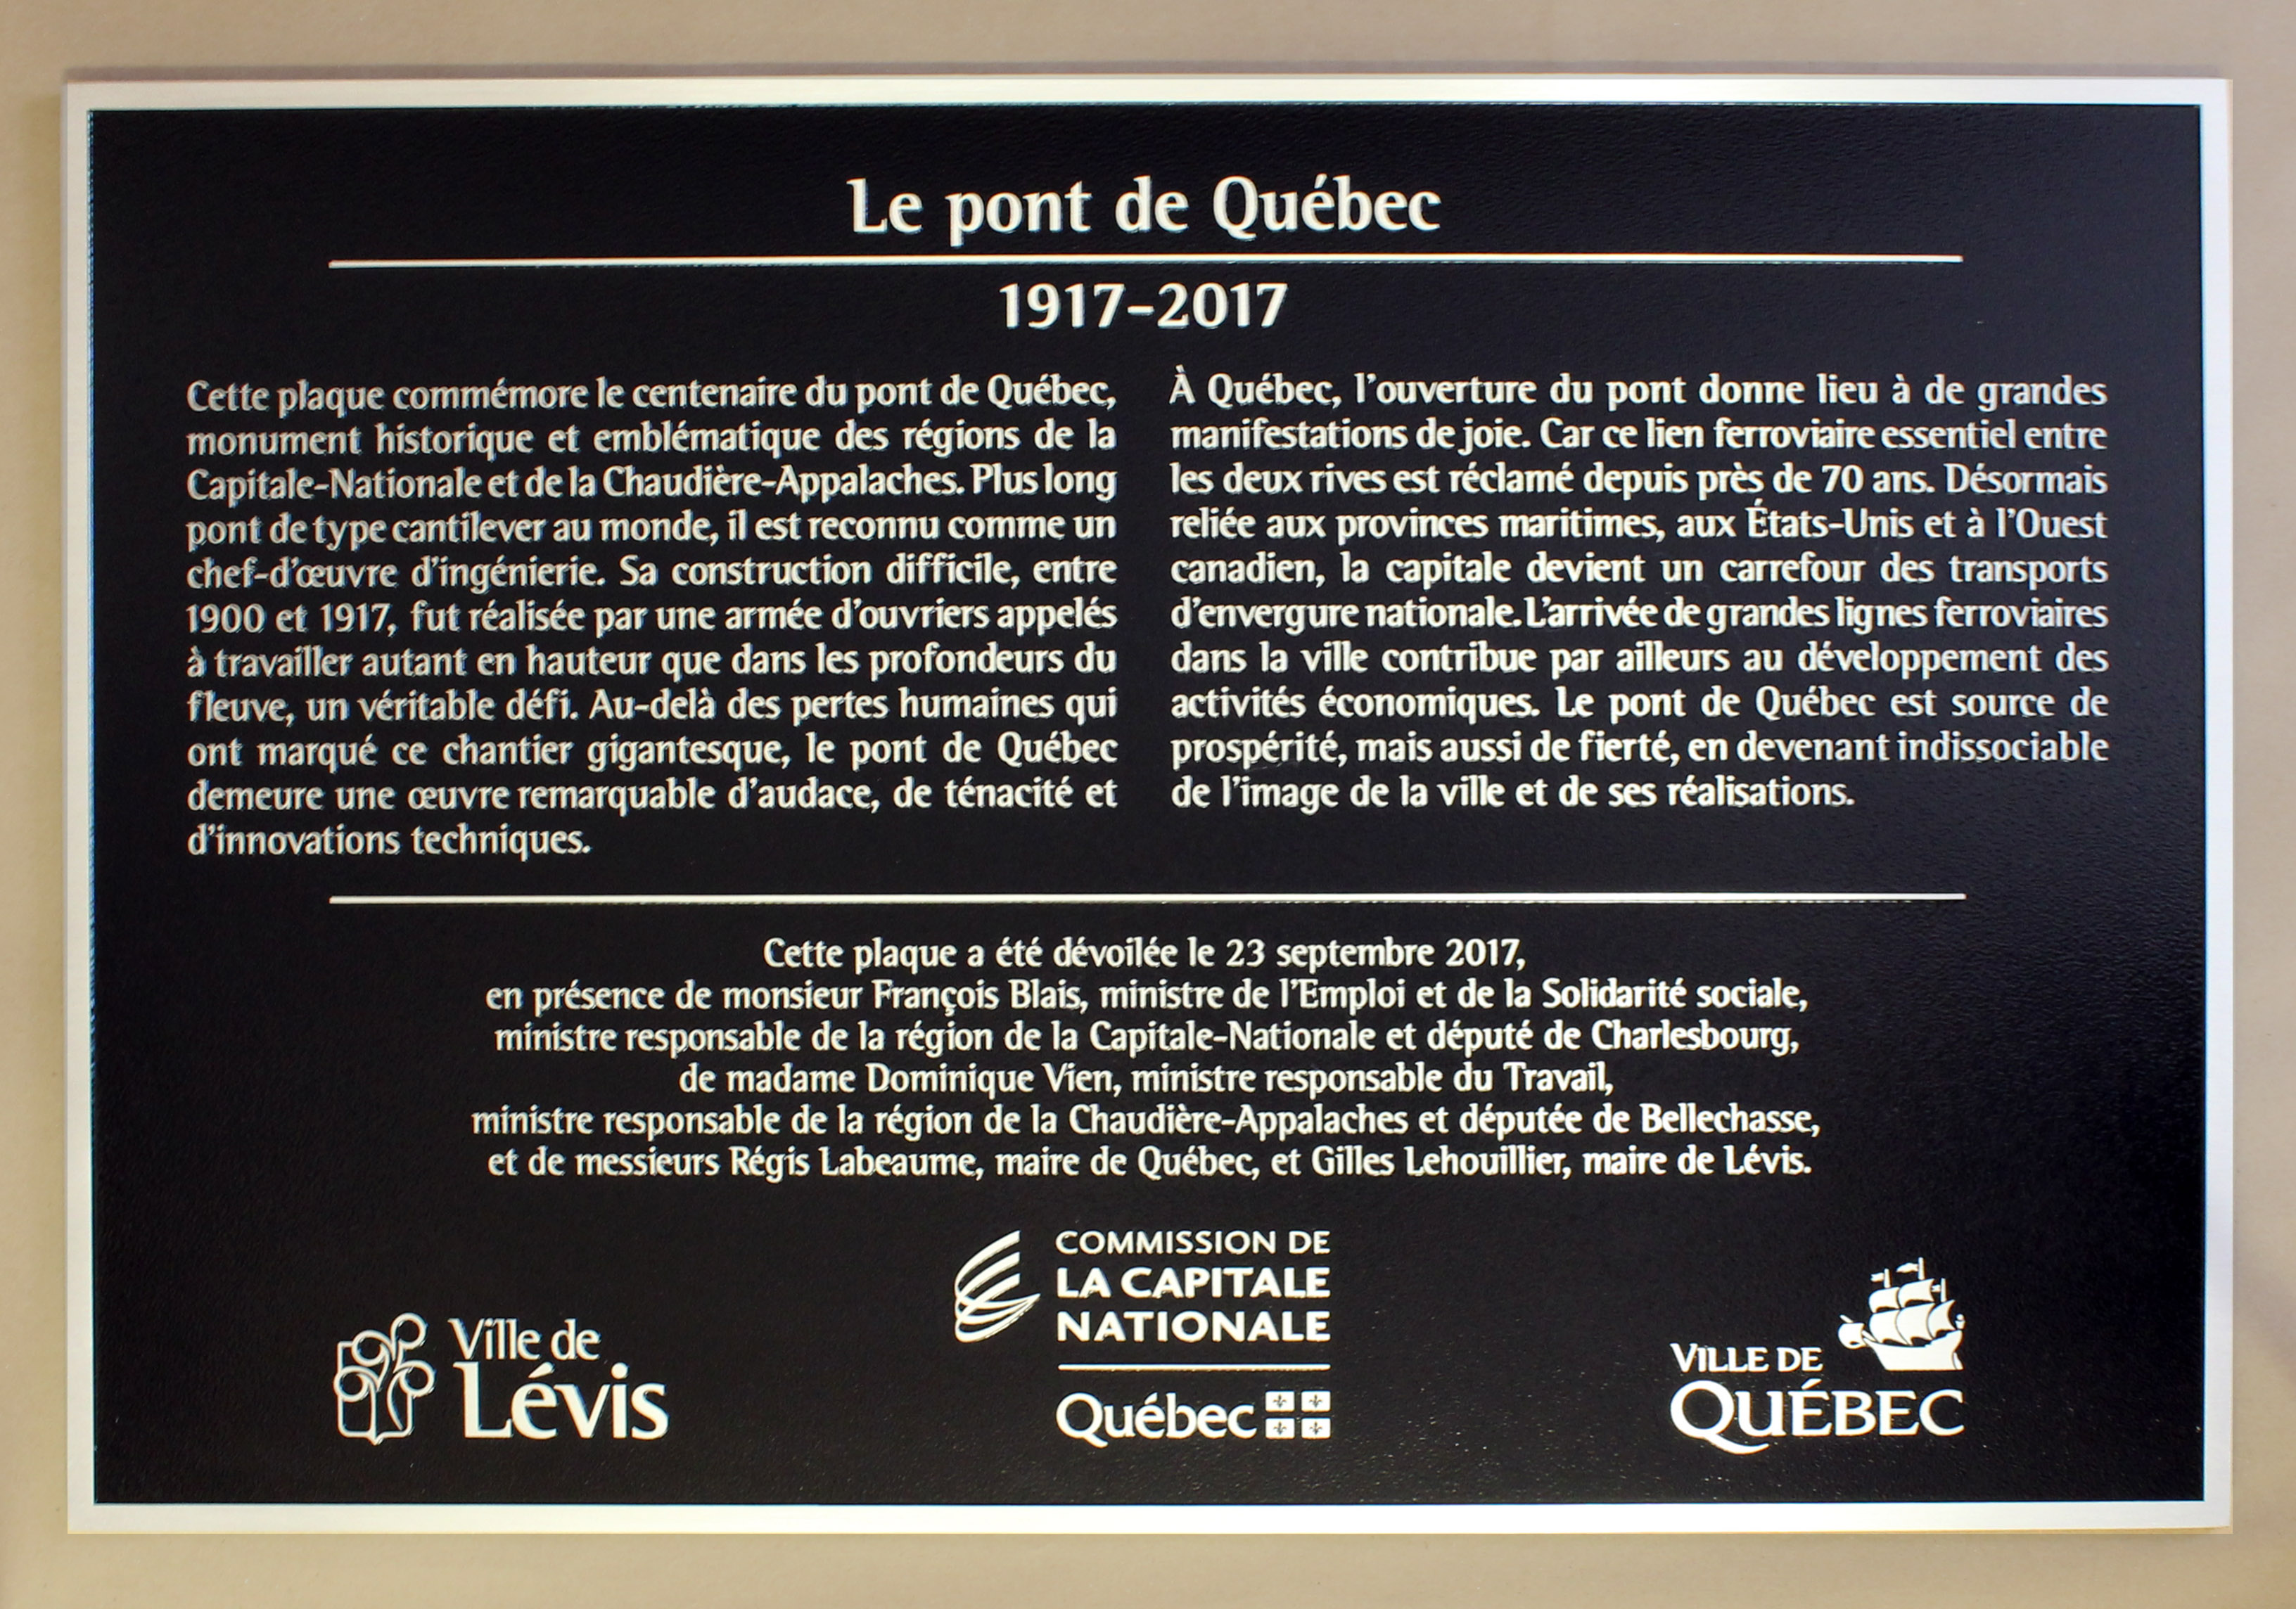 Le pont de Québec
1917–2017
Cette plaque commémore le centenaire du pont de Québec,
monument historique et emblématique des régions de la
Capitale-Nationale et de la Chaudière-Appalaches. Plus long
pont de type cantilever au monde, il est reconnu comme un
chef-d'œuvre d'ingénierie. Sa construction difficile, entre
1900 et 1917, fut réalisée par une armée d'ouvriers appelés
à travailler autant en hauteur que dans les profondeurs du
fleuve, un véritable défi. Au-delà des pertes humaines qui
ont marqué ce chantier gigantesque, le pont de Québec
demeure une œuvre remarquable d'audace, de ténacité et
d'innovations techniques.
À Québec, l'ouverture du pont donne lieu à de grandes
manifestations de joie. Car ce lien ferroviaire essentiel entre
les deux rives est réclamé depuis près de 70 ans. Désormais
reliée aux provinces maritimes, aux États-Unis et à l'Ouest
canadien, la capitale devient un carrefour des transports
d'envergure nationale. L'arrivée de grandes lignes ferroviaires
dans la ville contribue par ailleurs au développement des
activités économiques. Le pont de Québec est source de
prospérité, mais aussi de fierté, en devenant indissociable
de l'image de la ville et de ses réalisations.
Cette plaque a été dévoilée le 23 septembre 2017,
en présence de monsieur François Blais, ministre de l'Emploi et de la Solidarité sociale,
ministre responsable de la région de la Capitale-Nationale et député de Charlesbourg,
de madame Dominique Vien, ministre responsable du Travail,
ministre responsable de la région de la Chaudière-Appalaches et députée de Bellechasse,
et de messieurs Régis Labeaume, maire de Québec, et Gilles Lehouillier, maire de Lévis.
Ville de
Lévis
COMMISSION DE
LA CAPITALE
NATIONALE
Québec
VILLE DE
QUÉBEC